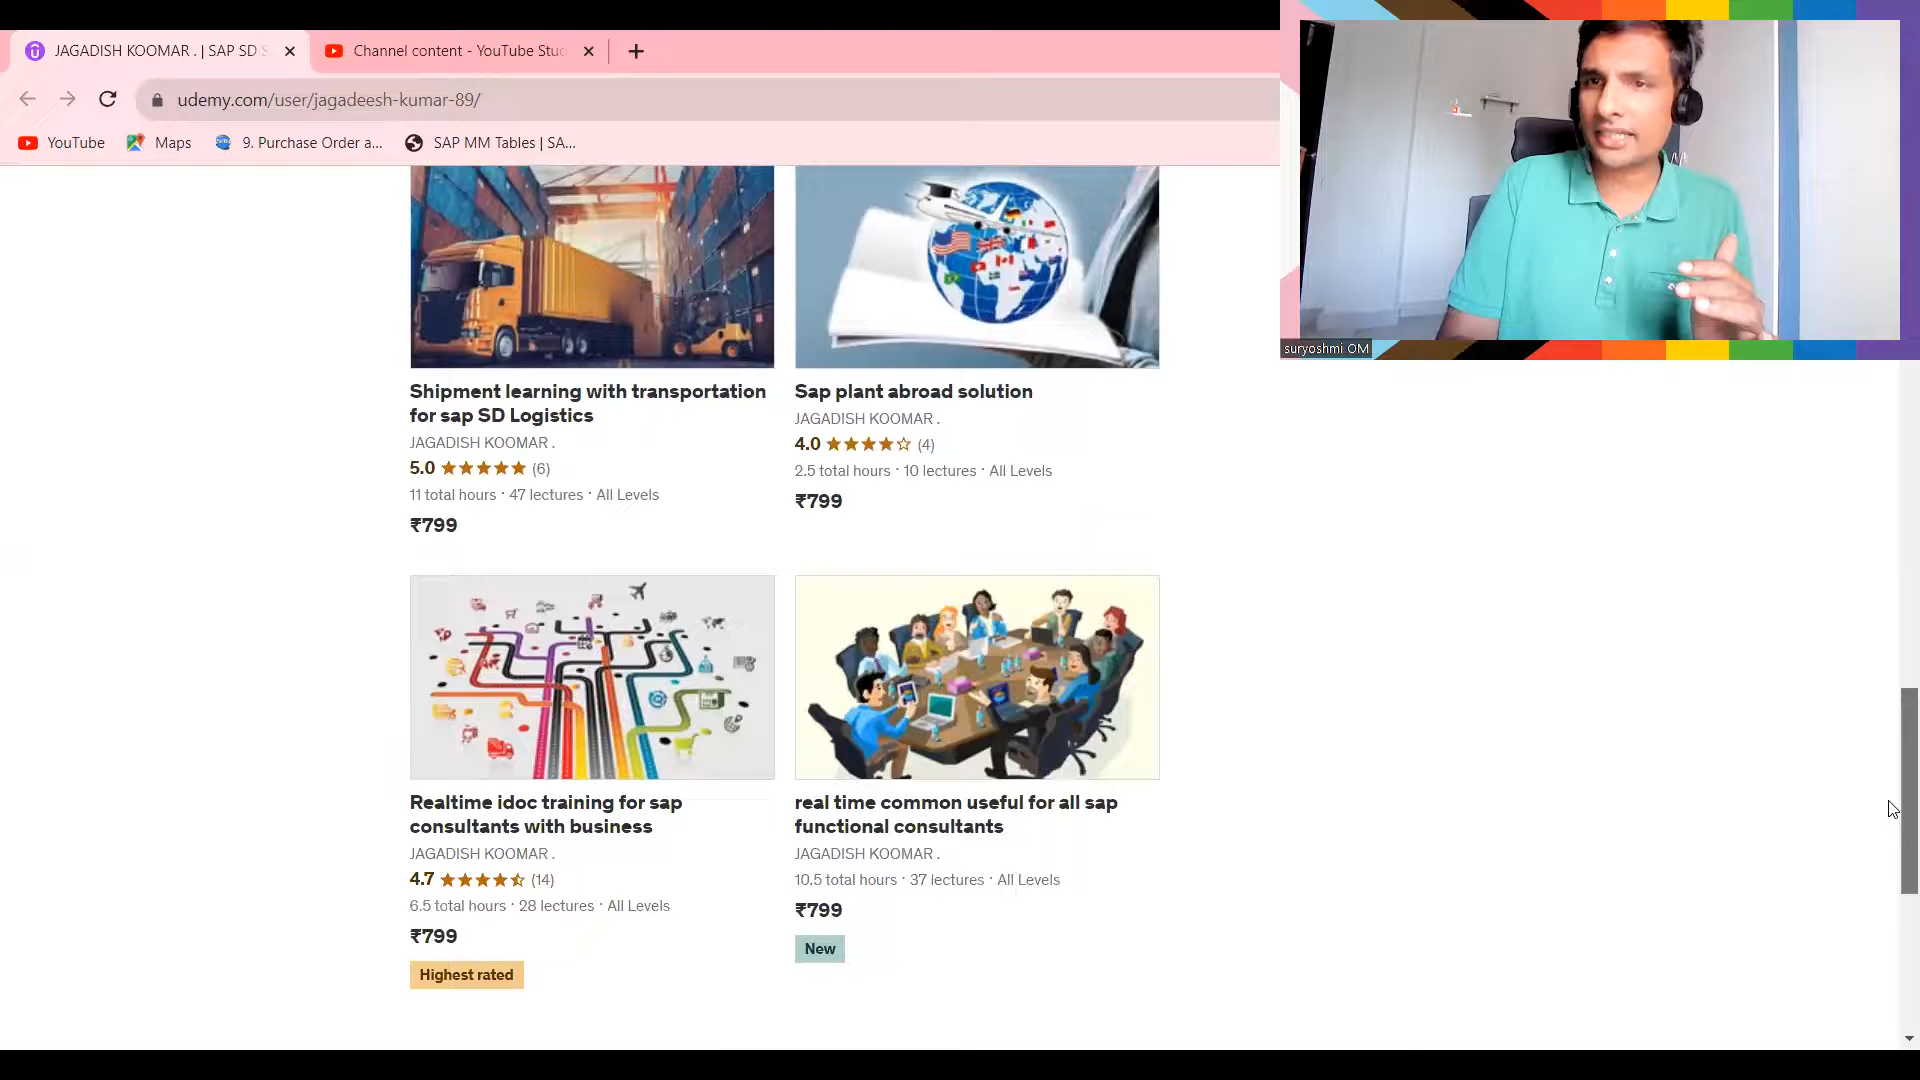 JAGADISH KOOMAR . | SAP SD S
Channel content - YouTube Stud
udemy.com/user/jagadeesh-kumar-89/
YouTube
Maps
9. Purchase Order a...
SAP MM Tables | SA...
suryoshmi OM
Shipment learning with transportation
for sap SD Logistics
JAGADISH KOOMAR .
5.0 (6)
11 total hours · 47 lectures · All Levels
₹799
Sap plant abroad solution
JAGADISH KOOMAR .
4.0 (4)
2.5 total hours · 10 lectures · All Levels
₹799
Realtime idoc training for sap
consultants with business
JAGADISH KOOMAR .
4.7 (14)
6.5 total hours · 28 lectures · All Levels
₹799
Highest rated
real time common useful for all sap
functional consultants
JAGADISH KOOMAR .
10.5 total hours · 37 lectures · All Levels
₹799
New